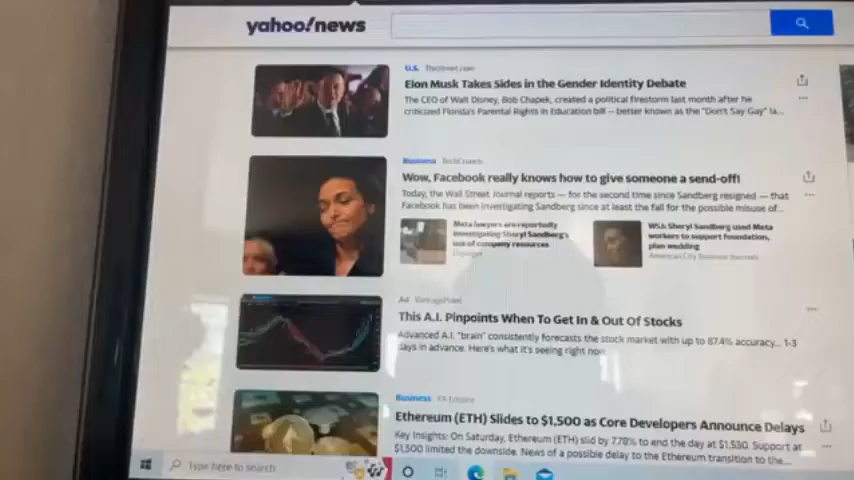 yahoo!news
U.S. TheStreet.com
Elon Musk Takes Sides in the Gender Identity Debate
The CEO of Walt Disney, Bob Chapek, created a political firestorm last month after he
criticized Florida's Parental Rights in Education bill -- better known as the "Don't Say Gay" la...
Business TechCrunch
Wow, Facebook really knows how to give someone a send-off!
Today, the Wall Street Journal reports — for the second time since Sandberg resigned — that
Facebook has been investigating Sandberg since at least the fall for the possible misuse of...
Meta lawyers are reportedly
investigating Sheryl Sandberg's
use of company resources
Engadget
WSJ: Sheryl Sandberg used Meta
workers to support foundation,
plan wedding
American City Business Journals
Ad VantagePoint
This A.I. Pinpoints When To Get In & Out Of Stocks
Advanced A.I. "brain" consistently forecasts the stock market with up to 87.4% accuracy... 1-3
days in advance. Here's what it's seeing right now
Business FX Empire
Ethereum (ETH) Slides to $1,500 as Core Developers Announce Delays
Key Insights: On Saturday, Ethereum (ETH) slid by 7.78% to end the day at $1,530. Support at
$1,500 limited the downside. News of a possible delay to the Ethereum transition to the...
Type here to search